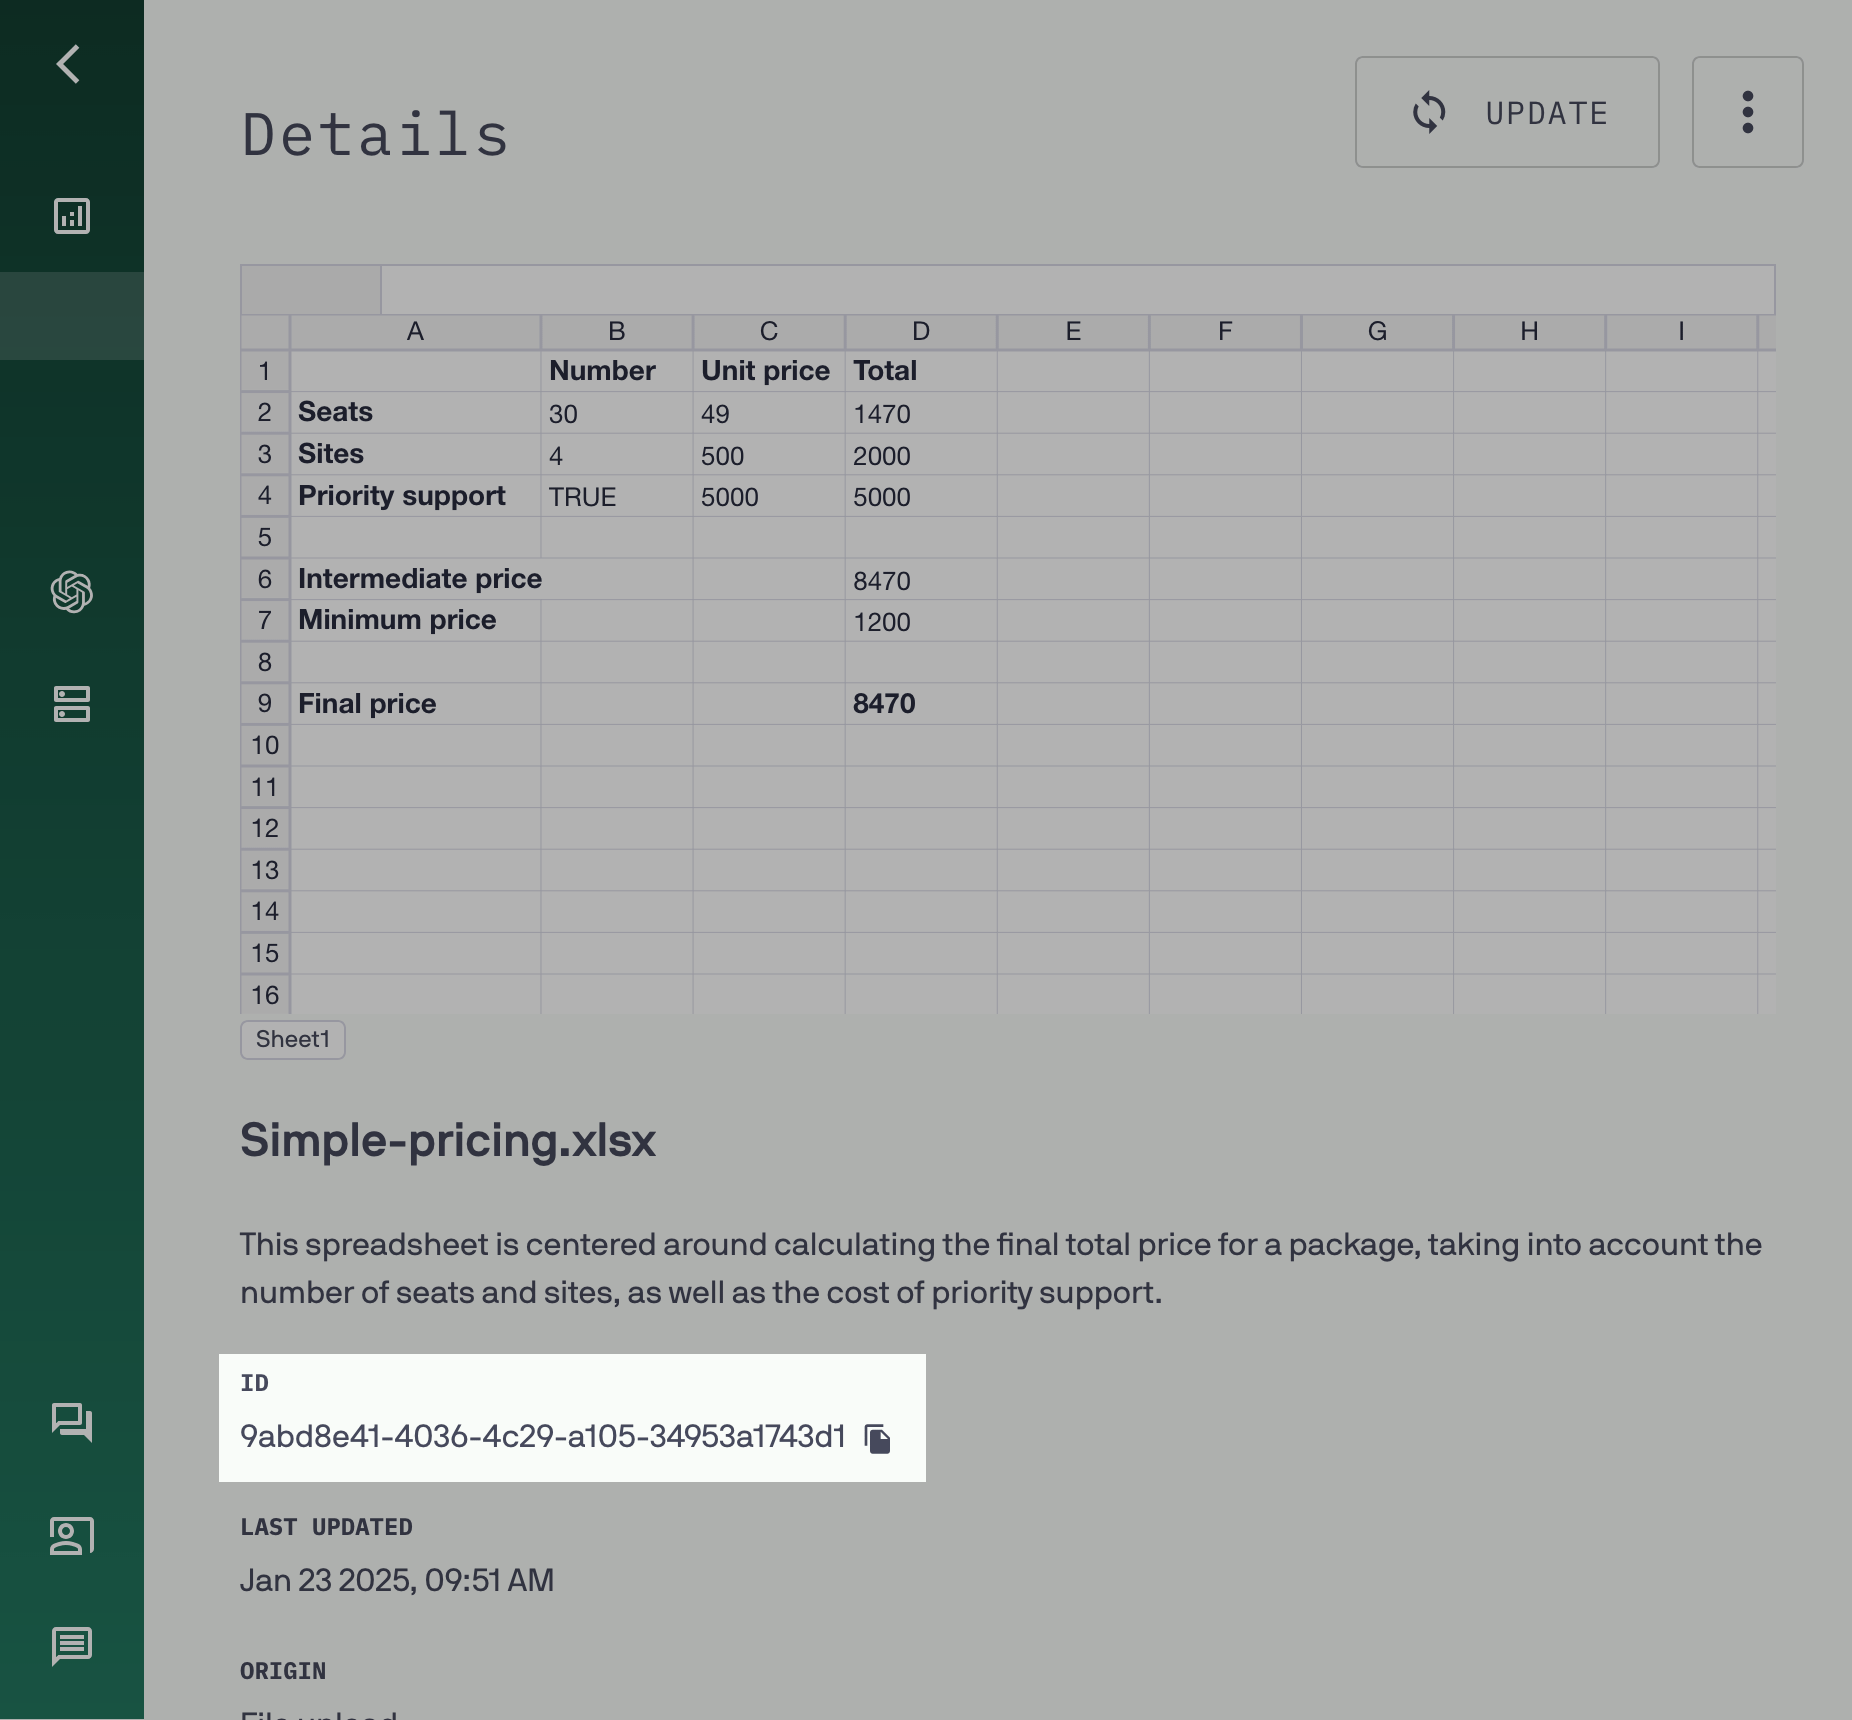 Details
UPDATE
A B C D E F G H I
1 Number Unit price Total
2 Seats 30 49 1470
3 Sites 4 500 2000
4 Priority support TRUE 5000 5000
5
6 Intermediate price 8470
7 Minimum price 1200
8
9 Final price 8470
10
11
12
13
14
15
16
Sheet1
Simple-pricing.xlsx
This spreadsheet is centered around calculating the final total price for a package, taking into account the
number of seats and sites, as well as the cost of priority support.
ID
9abd8e41-4036-4c29-a105-34953a1743d1
LAST UPDATED
Jan 23 2025, 09:51 AM
ORIGIN
File upload